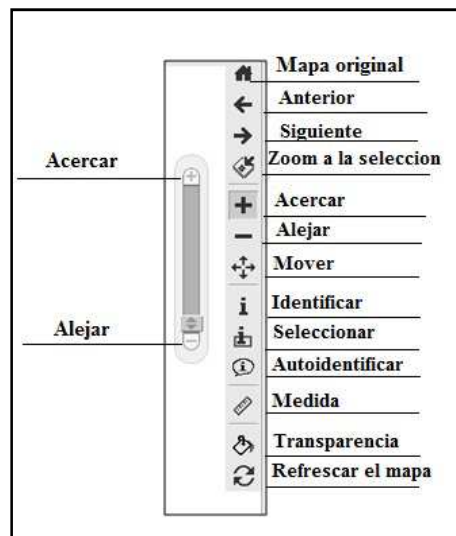 Mapa original
Anterior
Siguiente
Zoom a la seleccion
Acercar
Acercar
Alejar
Mover
Identificar
Seleccionar
Alejar
Autoidentificar
Medida
Transparencia
Refrescar el mapa